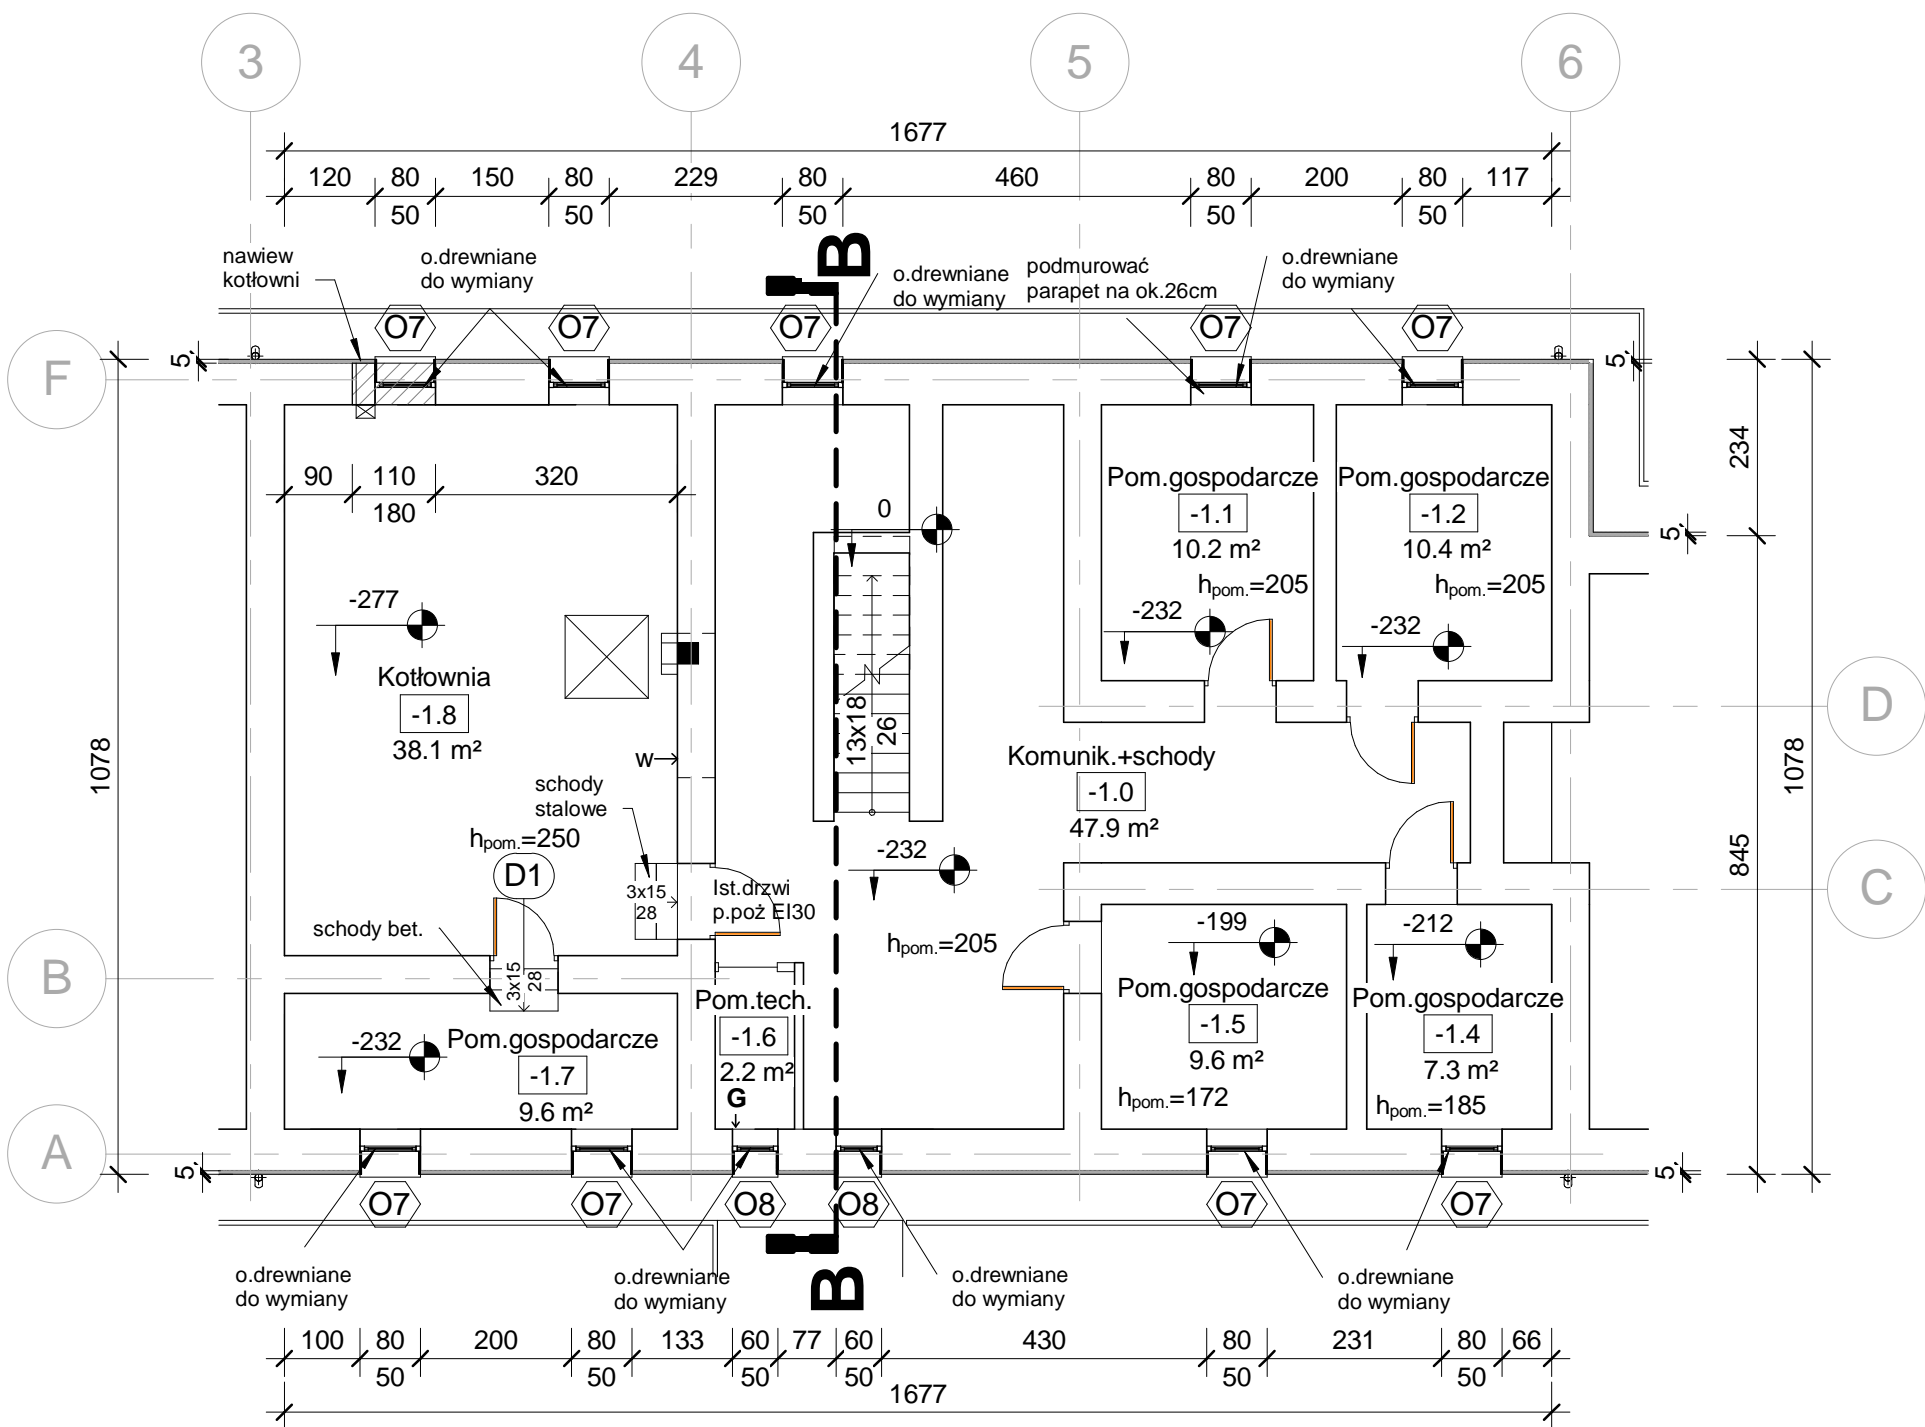 3
4
5
6
1677
120
80
150
80
229
80
460
80
200
80
117
50
50
50
50
50
B
nawiew
kotłowni
o.drewniane
do wymiany
o.drewniane
do wymiany
podmurować
parapet na ok.26cm
o.drewniane
do wymiany
O7
O7
O7
O7
O7
F
5,
5,
234
5,
90
110
320
180
0
Pom.gospodarcze
-1.1
10.2 m²
hpom.=205
-232
Pom.gospodarcze
-1.2
10.4 m²
hpom.=205
-232
-277
Kotłownia
-1.8
38.1 m²
13x18
26
w
D
1078
1078
845
Komunik.+schody
-1.0
47.9 m²
schody
stalowe
hpom.=250
D1
-232
3x15
28
Ist.drzwi
p.poż EI30
C
schody bet.
hpom.=205
-199
-212
3x15
28
B
Pom.tech.
-1.6
2.2 m²
G
Pom.gospodarcze
-1.5
9.6 m²
hpom.=172
Pom.gospodarcze
-1.4
7.3 m²
hpom.=185
-232
Pom.gospodarcze
-1.7
9.6 m²
A
5,
5,
O7
O7
O8
O8
O7
O7
B
o.drewniane
do wymiany
o.drewniane
do wymiany
o.drewniane
do wymiany
o.drewniane
do wymiany
100
80
200
80
133
60
77
60
430
80
231
80
66
50
50
50
50
50
50
1677